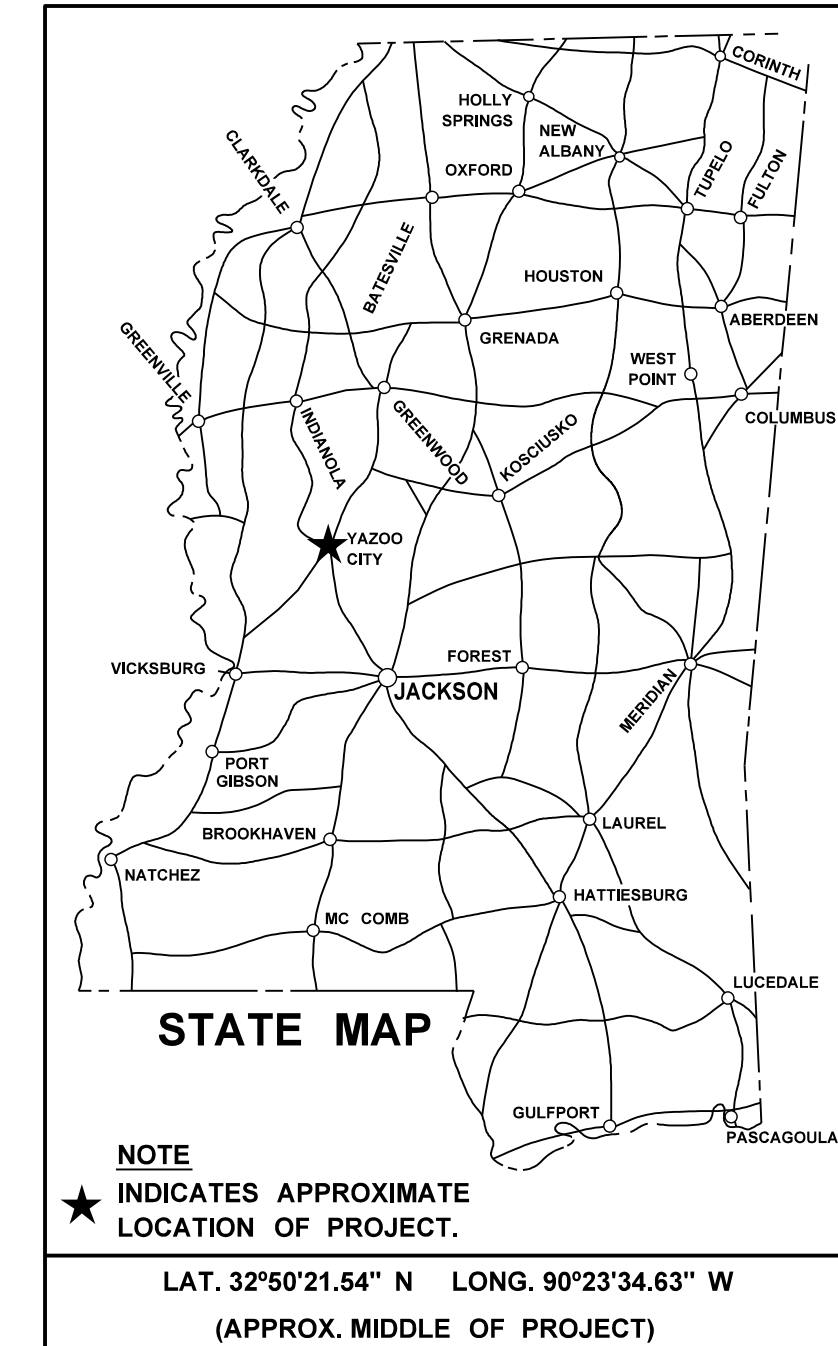 CORINTH
HOLLY
SPRINGS
NEW
ALBANY
CLARKDALE
OXFORD
TUPELO
FULTON
BATESVILLE
HOUSTON
ABERDEEN
GREENVILLE
GRENADA
WEST
POINT
COLUMBUS
INDIANOLA
GREENWOOD
KOSCIUSKO
YAZOO
CITY
VICKSBURG
FOREST
JACKSON
MERIDIAN
PORT
GIBSON
BROOKHAVEN
LAUREL
NATCHEZ
HATTIESBURG
MC COMB
LUCEDALE
STATE MAP
GULFPORT
PASCAGOULA
NOTE
INDICATES APPROXIMATE
LOCATION OF PROJECT.
LAT. 32º50'21.54" N LONG. 90º23'34.63" W
(APPROX. MIDDLE OF PROJECT)